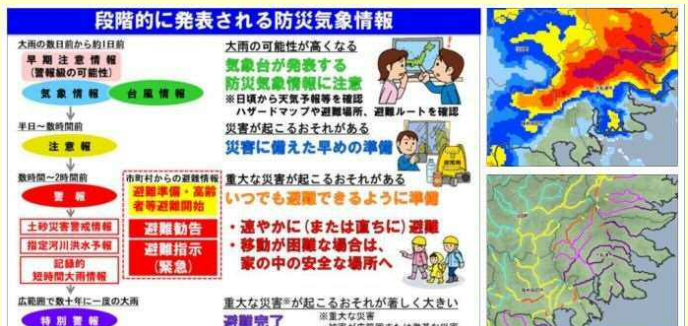 段階的に発表される防災気象情報
大雨の数日前から約1日前
早期注意情報
(警報級の可能性)
気象情報
台風情報
大雨の可能性が高くなる
気象台が発表する
防災気象情報に注意
※日頃から天気予報等を確認
ハザードマップや避難場所、避難ルートを確認
半日~数時間前
注意報
災害が起こるおそれがある
災害に備えた早めの準備
数時間~2時間前
警報
土砂災害警戒情報
指定河川洪水予報
記録的
短時間大雨情報
市町村からの避難情報
避難準備・高齢
者等避難開始
避難勧告
避難指示
(緊急)
重大な災害が起こるおそれがある
いつでも避難できるように準備
・速やかに(または直ちに)避難
・移動が困難な場合は、
家の中の安全な場所へ
広範囲で数十年に一度の大雨
特別警報
重大な災害※が起こるおそれが著しく大きい
避難完了
※重大な災害